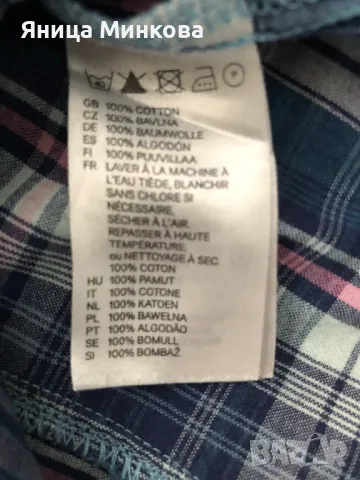 Яница Минкова
GB 100% COTTON
CZ 100% BAVLNA
DE 100% BAUMWOLLE
ES 100% ALGODÓN
FI 100% PUUVILLAA
FR LAVER À LA MACHINE À
L'EAU TIÈDE, BLANCHIR
SANS CHLORE SI
NÉCESSAIRE,
SÉCHER À L'AIR,
REPASSER À HAUTE
TEMPÉRATURE,
ou NETTOYAGE À SEC
100% COTON
HU 100% PAMUT
IT 100% COTONE
NL 100% KATOEN
PL 100% BAWEŁNA
PT 100% ALGODÃO
SE 100% BOMULL
SI 100% BOMBAŽ
BAZAR